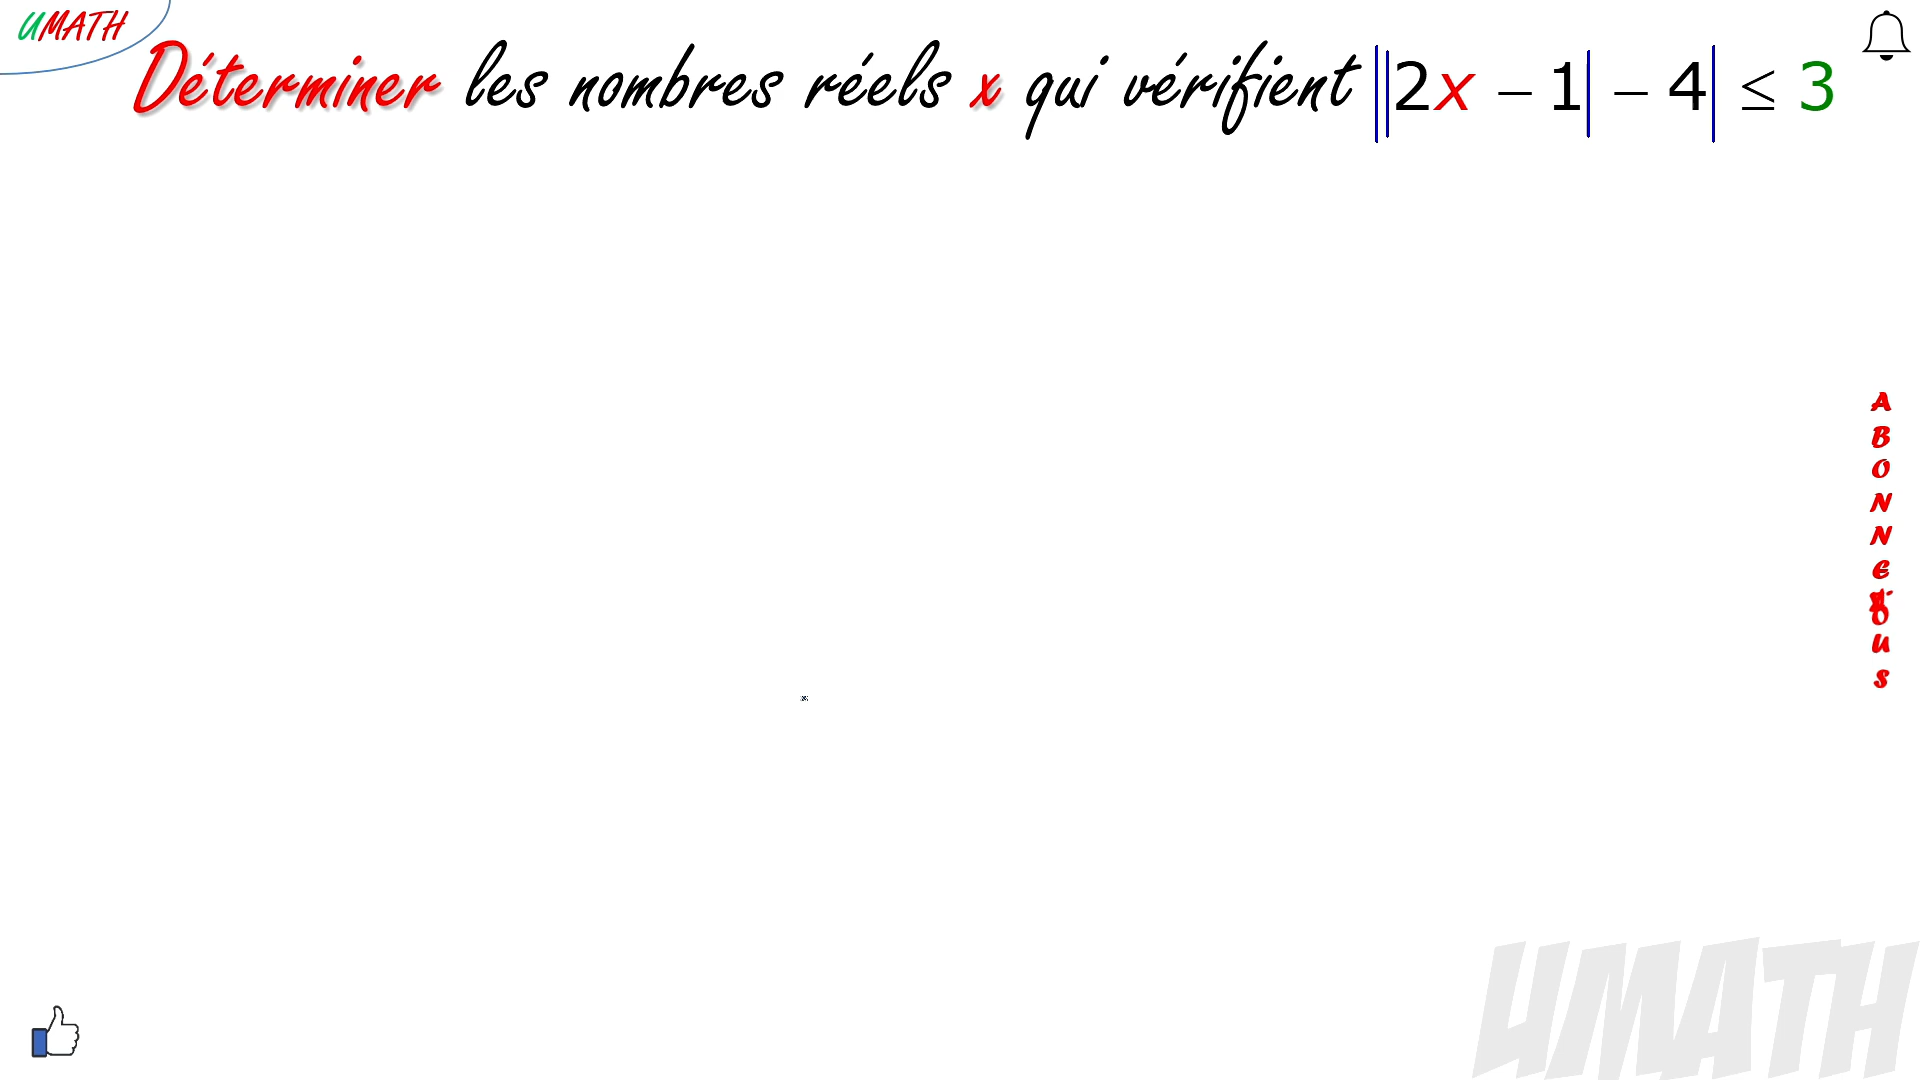 UMATH
Déterminer les nombres réels x qui vérifient ||2x − 1| − 4| ≤ 3
ABONNEZ
VOUS
UMATH